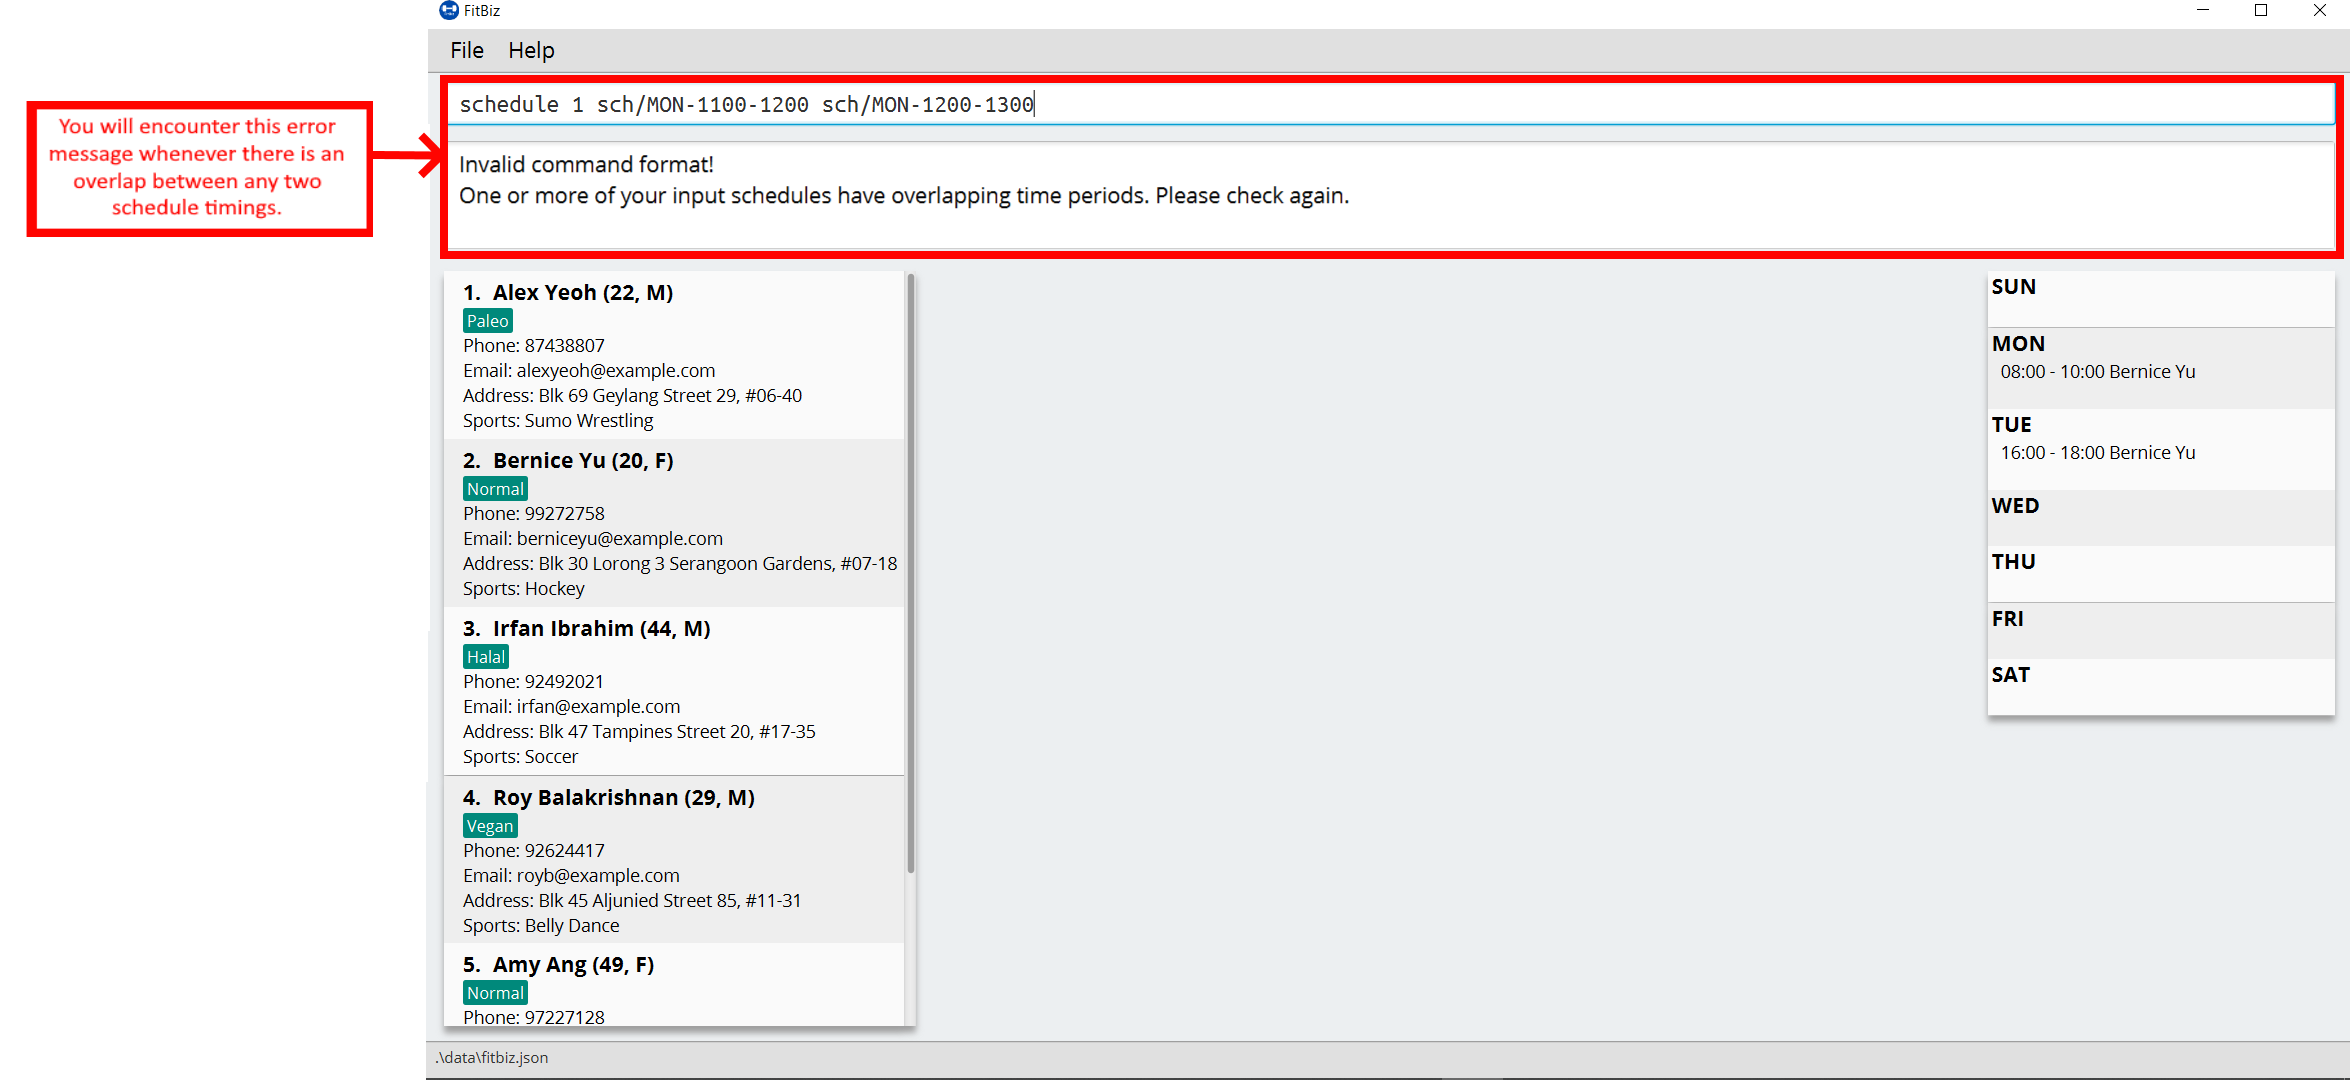 FitBiz
File Help
You will encounter this error
message whenever there is an
overlap between any two
schedule timings.
schedule 1 sch/MON-1100-1200 sch/MON-1200-1300
Invalid command format!
One or more of your input schedules have overlapping time periods. Please check again.
1. Alex Yeoh (22, M)
Paleo
Phone: 87438807
Email: alexyeoh@example.com
Address: Blk 69 Geylang Street 29, #06-40
Sports: Sumo Wrestling
2. Bernice Yu (20, F)
Normal
Phone: 99272758
Email: berniceyu@example.com
Address: Blk 30 Lorong 3 Serangoon Gardens, #07-18
Sports: Hockey
3. Irfan Ibrahim (44, M)
Halal
Phone: 92492021
Email: irfan@example.com
Address: Blk 47 Tampines Street 20, #17-35
Sports: Soccer
4. Roy Balakrishnan (29, M)
Vegan
Phone: 92624417
Email: royb@example.com
Address: Blk 45 Aljunied Street 85, #11-31
Sports: Belly Dance
5. Amy Ang (49, F)
Normal
Phone: 97227128
SUN
MON
08:00 - 10:00 Bernice Yu
TUE
16:00 - 18:00 Bernice Yu
WED
THU
FRI
SAT
.\data\fitbiz.json